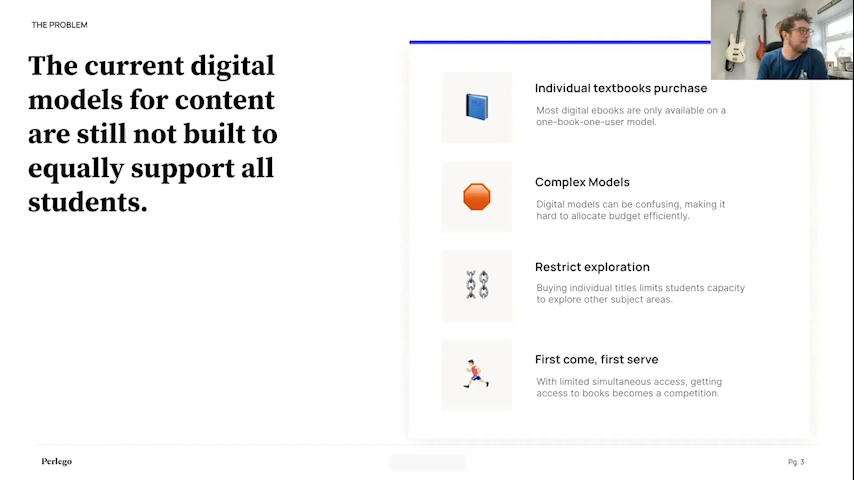 THE PROBLEM
The current digital
models for content
are still not built to
equally support all
students.
Individual textbooks purchase
Most digital ebooks are only available on a
one-book-one-user model.
Complex Models
Digital models can be confusing, making it
hard to allocate budget efficiently.
Restrict exploration
Buying individual titles limits students capacity
to explore other subject areas.
First come, first serve
With limited simultaneous access, getting
access to books becomes a competition.
Perlego
Pg. 3